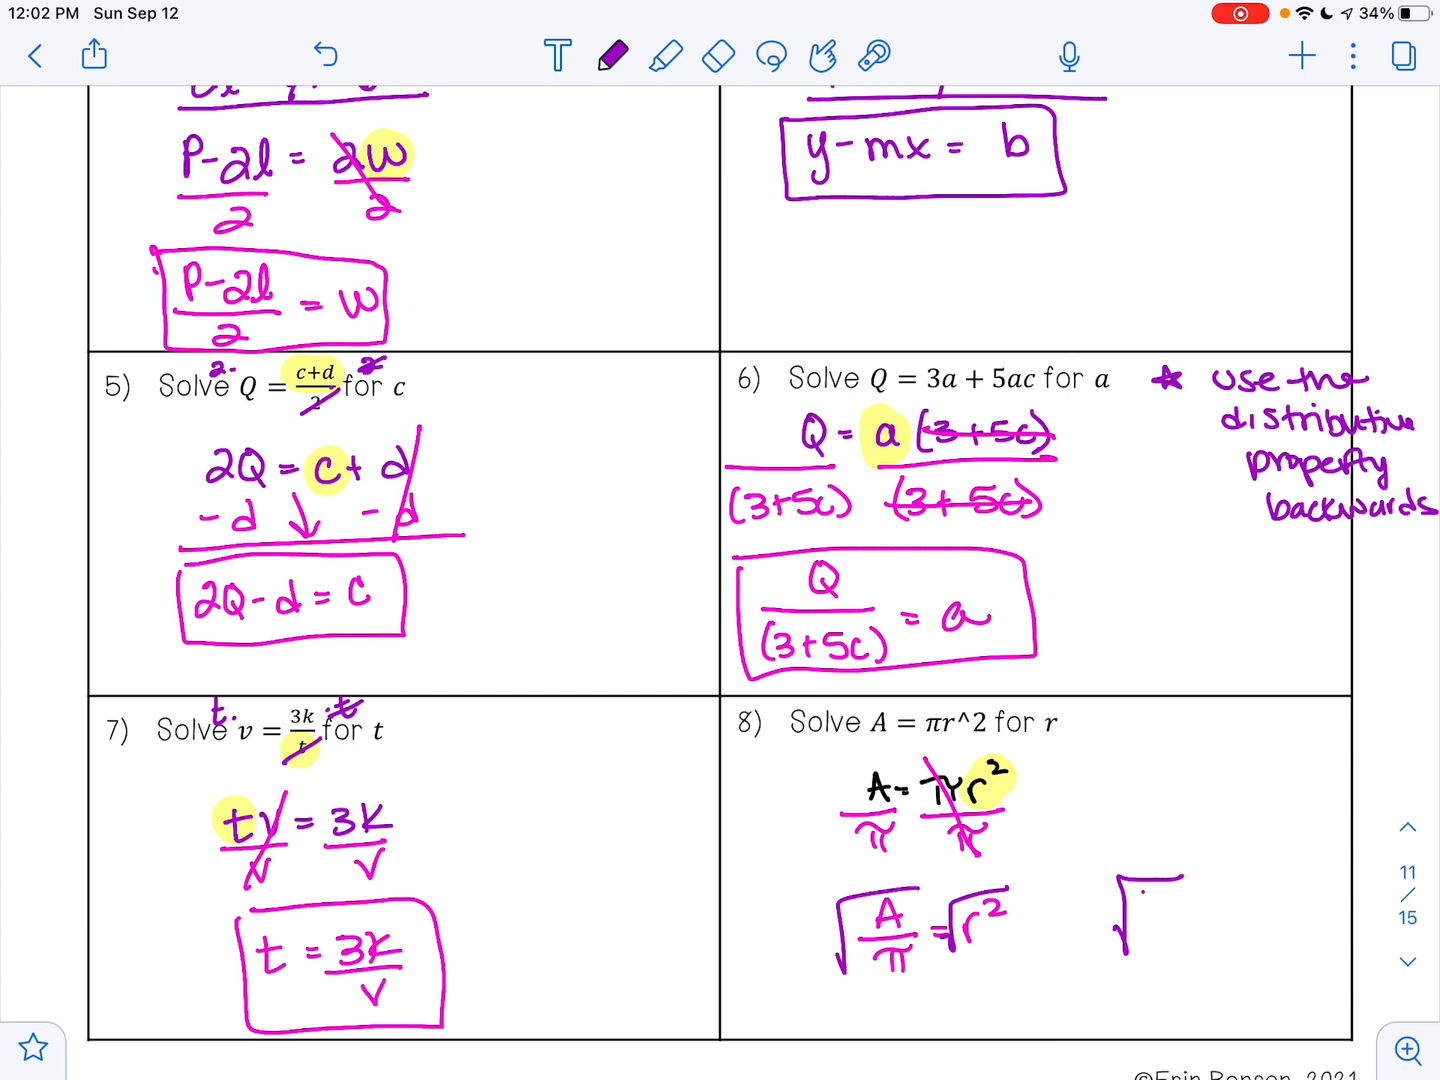 12:02 PM Sun Sep 12
34%
T
P-2l = 2w
2 2
P-2l
2
= w
y-mx = b
2· 2
5) Solve Q = c+d/2 for c
2Q = c + d
-d ↓ -d
2Q-d = c
6) Solve Q = 3a + 5ac for a
Q = a (3+5c)
(3+5c) (3+5c)
Q
(3+5c)
= a
★ use the
distributive
property
backwards
t· ·t
7) Solve v = 3k/t for t
tv = 3k
v v
t = 3k
v
8) Solve A = πr^2 for r
A = πr²
π π
√A/π = √r²
√
11
/
15
©Erin Benson, 2021